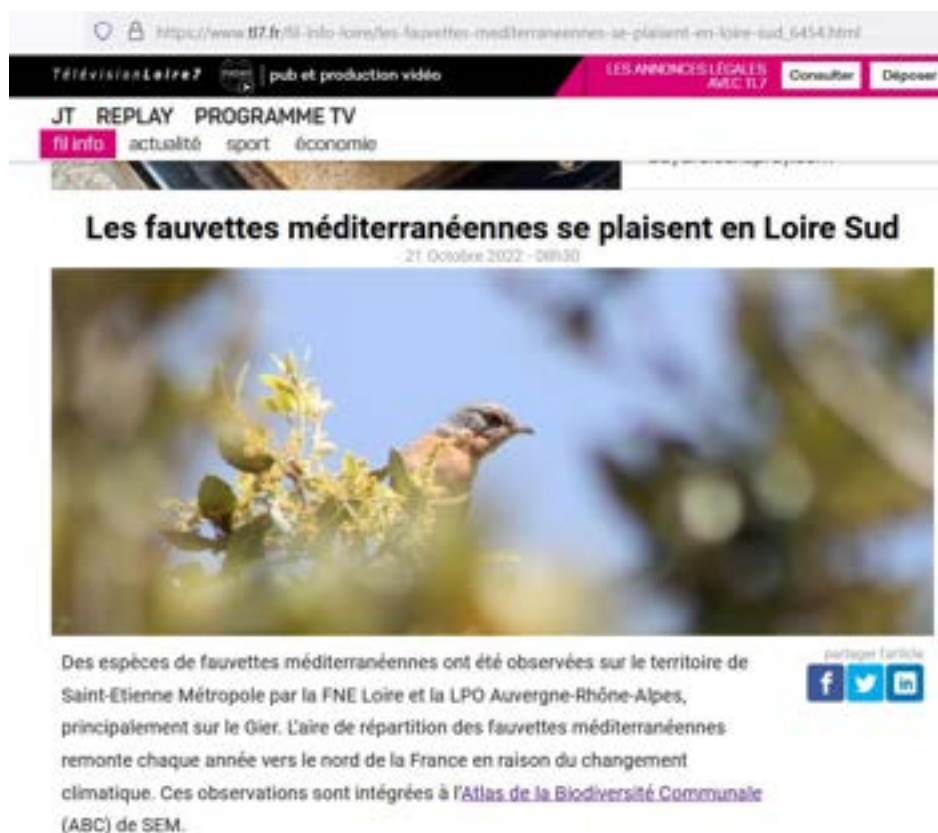 https://www.tl7.fr/fil-info-loire/les-fauvettes-mediterraneennes-se-plaisent-en-loire-sud_6454.html
TélévisionLoire7 | pub et production vidéo
LES ANNONCES LÉGALES
AVEC TL7
Consulter Déposer
JT REPLAY PROGRAMME TV
fil info actualité sport économie
Les fauvettes méditerranéennes se plaisent en Loire Sud
21 Octobre 2022 - 08h30
partager l'article
Des espèces de fauvettes méditerranéennes ont été observées sur le territoire de
Saint-Etienne Métropole par la FNE Loire et la LPO Auvergne-Rhône-Alpes,
principalement sur le Gier. L'aire de répartition des fauvettes méditerranéennes
remonte chaque année vers le nord de la France en raison du changement
climatique. Ces observations sont intégrées à l'Atlas de la Biodiversité Communale
(ABC) de SEM.